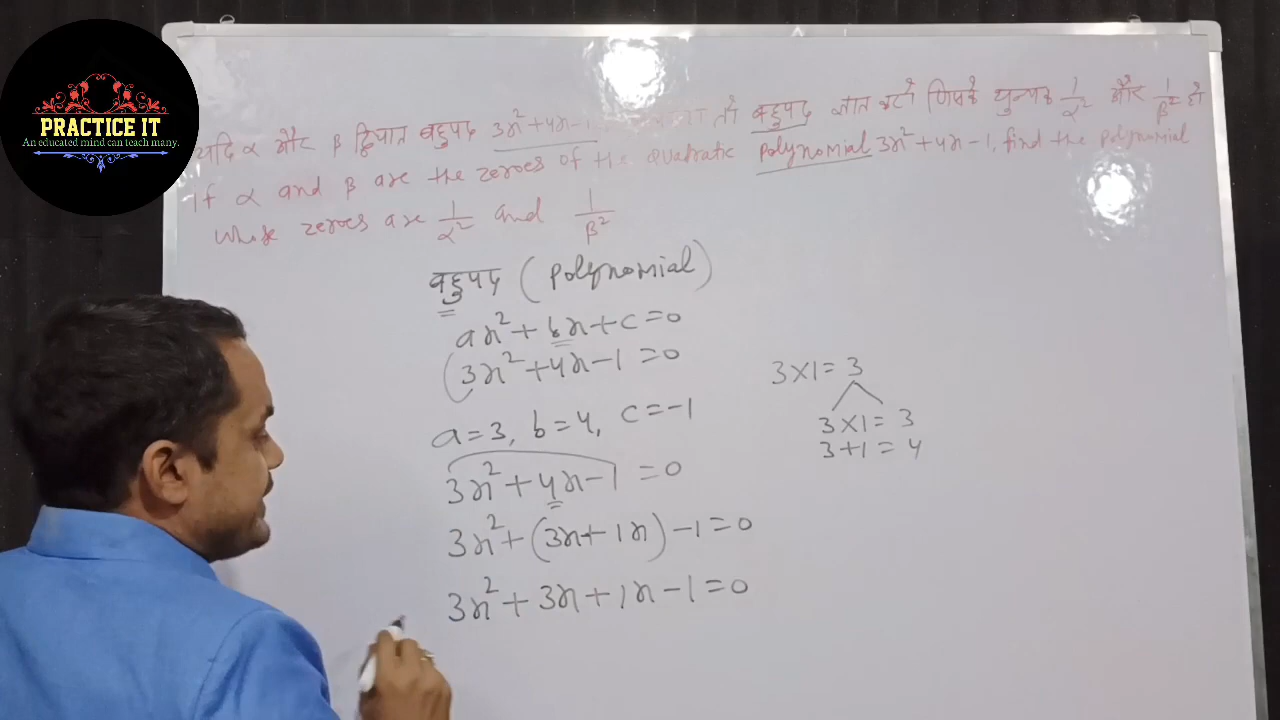 PRACTICE IT
An educated mind can teach many.
यदि α और β द्विघात बहुपद 3x²+4x-1 तो बहुपद ज्ञात करो जिसके शून्यक 1/α² और 1/β² हो
If α and β are the zeroes of the quadratic polynomial 3x²+4x-1, find the polynomial
whose zeroes are 1/α² and 1/β²
बहुपद (polynomial)
ax²+bx+c=0
(3x²+4x-1=0
a=3, b=4, c=-1
3x²+4x-1=0
3x²+(3x+1x)-1=0
3x²+3x+1x-1=0
3×1=3
3×1=3
3+1=4